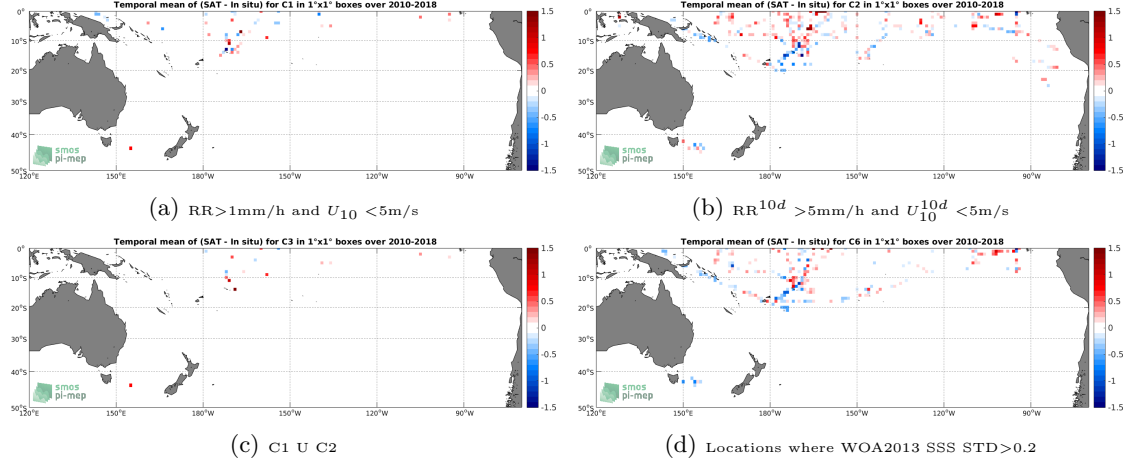 Temporal mean of (SAT - In situ) for C1 in 1°x1° boxes over 2010-2018
0°
10°S
20°S
30°S
40°S
50°S
120°E
150°E
180°W
150°W
120°W
90°W
1.5
1
0.5
0
-0.5
-1
-1.5
smos
pi-mep
(a) RR>1mm/h and U10 <5m/s
Temporal mean of (SAT - In situ) for C2 in 1°x1° boxes over 2010-2018
0°
10°S
20°S
30°S
40°S
50°S
120°E
150°E
180°W
150°W
120°W
90°W
1.5
1
0.5
0
-0.5
-1
-1.5
smos
pi-mep
(b) RR10d >5mm/h and U10d10 <5m/s
Temporal mean of (SAT - In situ) for C3 in 1°x1° boxes over 2010-2018
0°
10°S
20°S
30°S
40°S
50°S
120°E
150°E
180°W
150°W
120°W
90°W
1.5
1
0.5
0
-0.5
-1
-1.5
smos
pi-mep
(c) C1 U C2
Temporal mean of (SAT - In situ) for C6 in 1°x1° boxes over 2010-2018
0°
10°S
20°S
30°S
40°S
50°S
120°E
150°E
180°W
150°W
120°W
90°W
1.5
1
0.5
0
-0.5
-1
-1.5
smos
pi-mep
(d) Locations where WOA2013 SSS STD>0.2